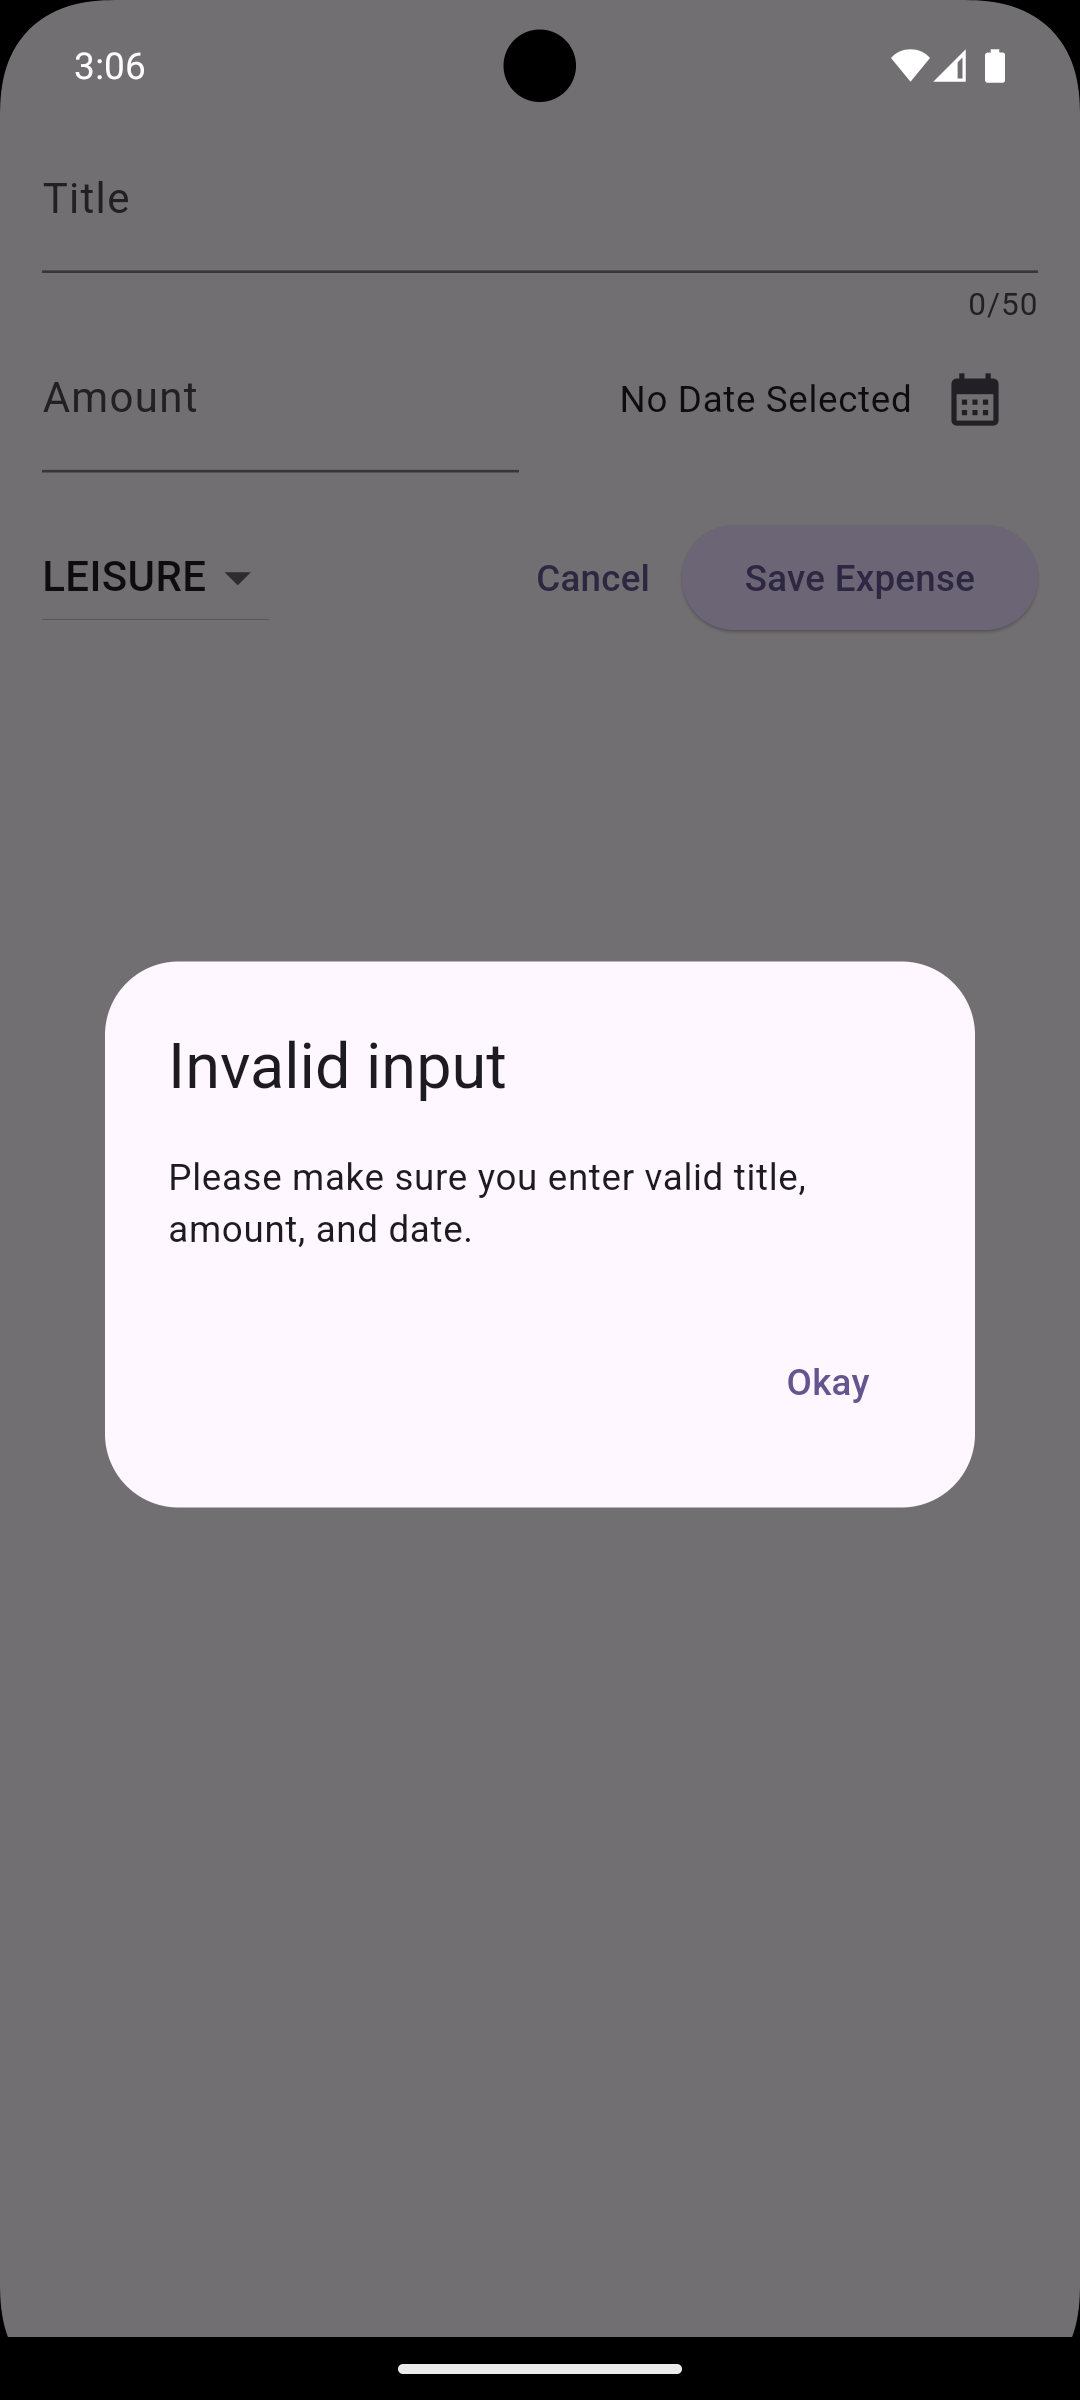 3:06
Title
0/50
Amount
No Date Selected
LEISURE
Cancel
Save Expense
Invalid input
Please make sure you enter valid title,
amount, and date.
Okay